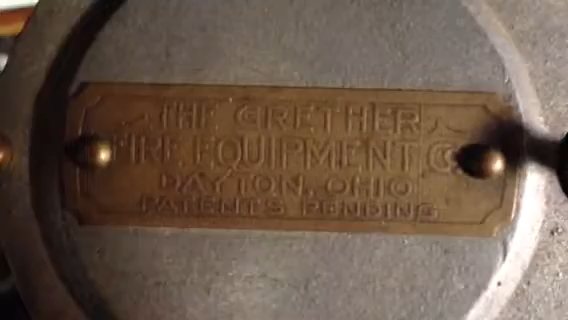 THE GRETHER
FIRE EQUIPMENT CO.
DAYTON, OHIO
PATENTS PENDING